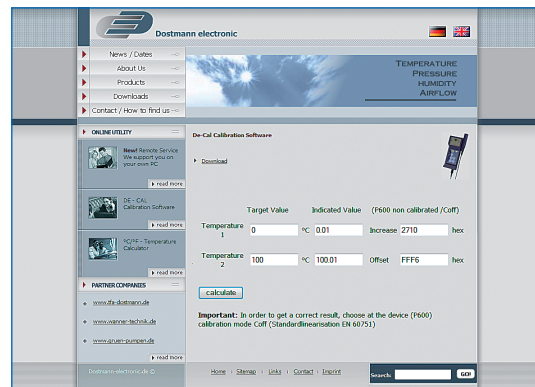 Dostmann electronic
News / Dates
About Us
Products
Downloads
Contact / How to find us
TEMPERATURE
PRESSURE
HUMIDITY
AIRFLOW
ONLINE UTILITY
New! Remote Service
We support you on
your own PC
read more
DE - CAL
Calibration Software
read more
°C/°F - Temperature
Calculator
read more
PARTNER COMPANIES
www.tfa-dostmann.de
www.wanner-technik.de
www.gruen-pumpen.de
read more
Dostmann-electronic.de ©
De-Cal Calibration Software
Download
Target Value Indicated Value (P600 non calibrated /Coff)
Temperature 1 0 °C 0.01 Increase 2710 hex
Temperature 2 100 °C 100.01 Offset FFF6 hex
calculate
Important: In order to get a correct result, choose at the device (P600)
calibration mode Coff (Standardlinearisation EN 60751)
Home | Sitemap | Links | Contact | Imprint
Search: GO!